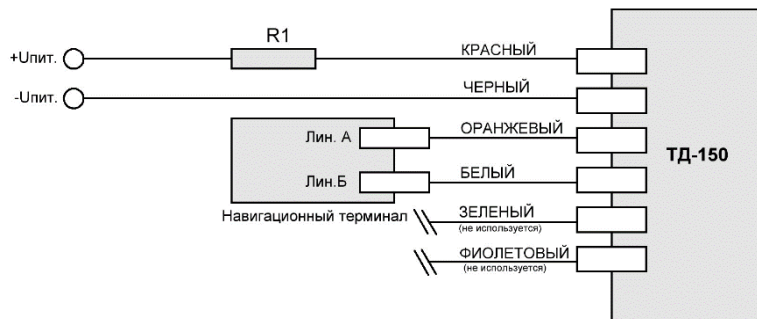 R1
+Uпит.
КРАСНЫЙ
-Uпит.
ЧЕРНЫЙ
Лин. А
ОРАНЖЕВЫЙ
ТД-150
Лин.Б
БЕЛЫЙ
Навигационный терминал
ЗЕЛЕНЫЙ
(не используется)
ФИОЛЕТОВЫЙ
(не используется)